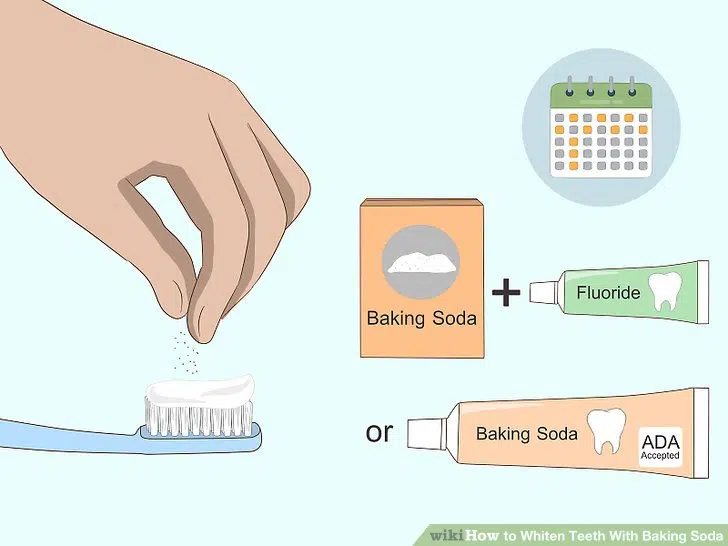 Baking Soda
+
Fluoride
or
Baking Soda
ADA
Accepted
wikiHow to Whiten Teeth With Baking Soda